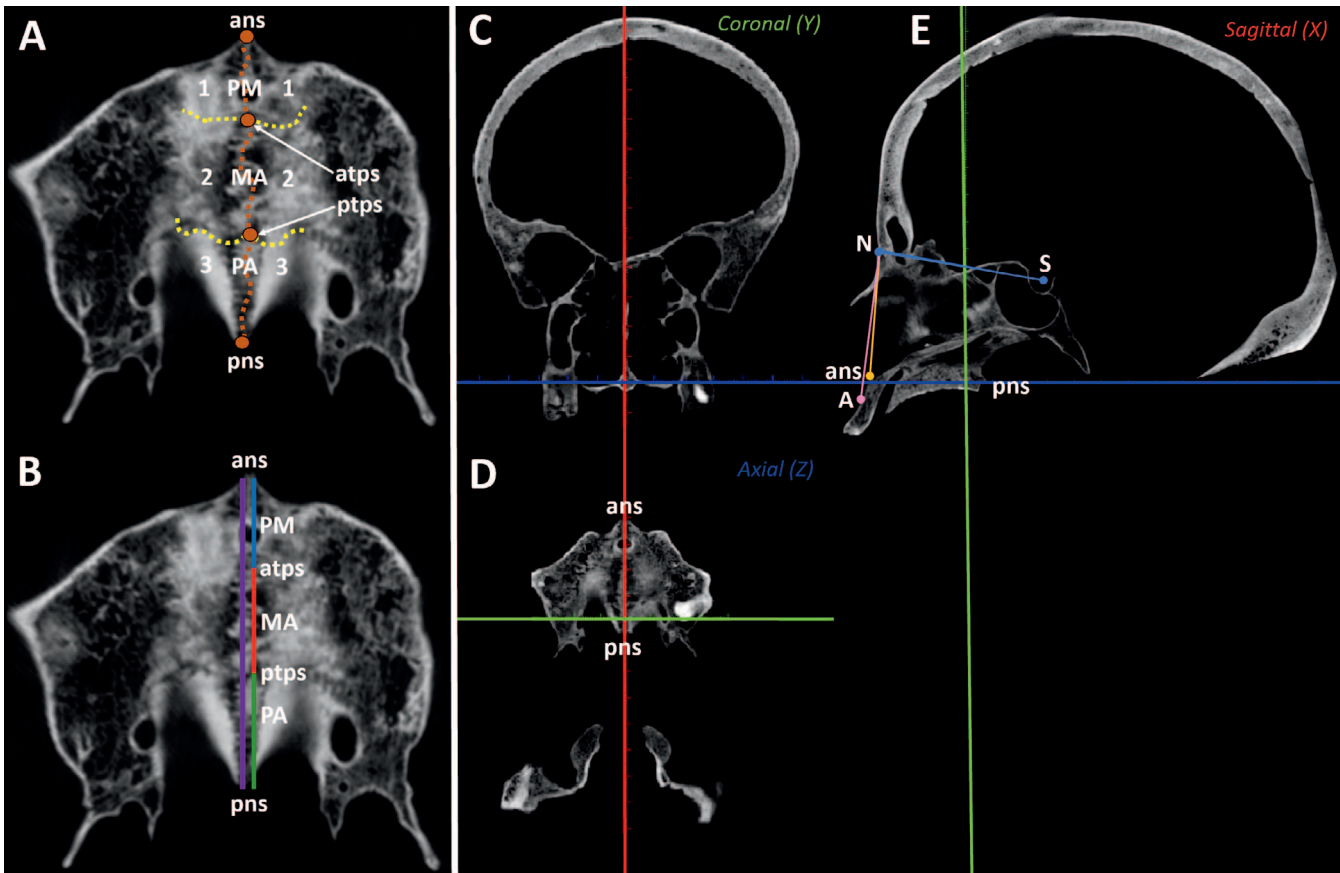 A
ans
1 PM 1
atps
2 MA 2
ptps
3 PA 3
pns
B
ans
PM
atps
MA
ptps
PA
pns
C
Coronal (Y)
D
Axial (Z)
ans
pns
E
Sagittal (X)
N
S
ans
A
pns